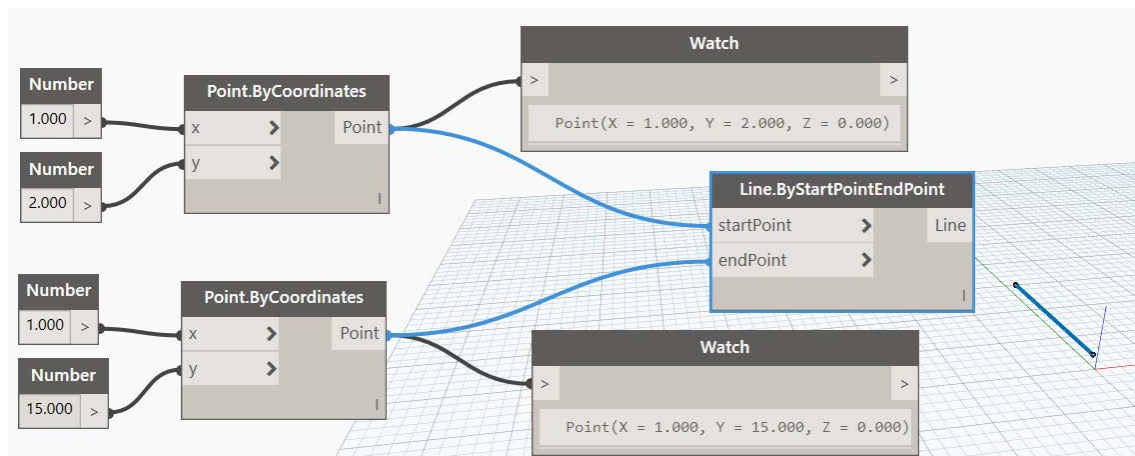 Number
1.000 >
Number
2.000 >
Point.ByCoordinates
x > Point
y >
l
Watch
> >
Point(X = 1.000, Y = 2.000, Z = 0.000)
Line.ByStartPointEndPoint
startPoint > Line
endPoint >
l
Number
1.000 >
Number
15.000 >
Point.ByCoordinates
x > Point
y >
l
Watch
> >
Point(X = 1.000, Y = 15.000, Z = 0.000)